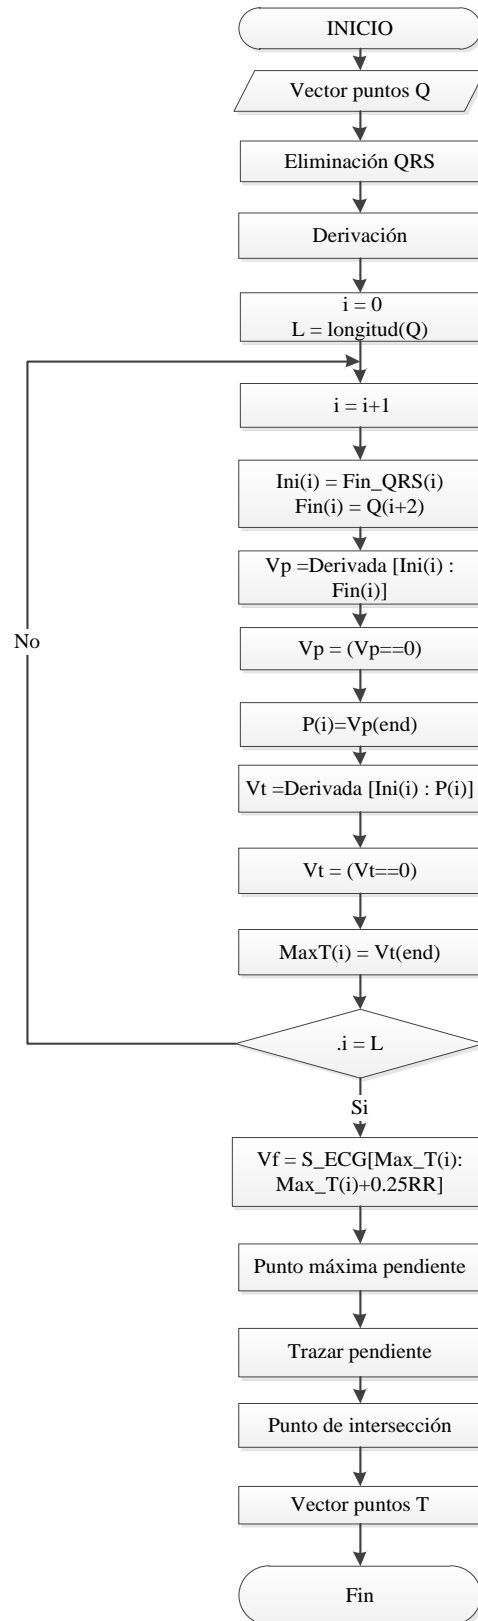 INICIO
Vector puntos Q
Eliminación QRS
Derivación
i = 0
L = longitud(Q)
i = i+1
Ini(i) = Fin_QRS(i)
Fin(i) = Q(i+2)
Vp =Derivada [Ini(i) :
Fin(i)]
No
Vp = (Vp==0)
P(i)=Vp(end)
Vt =Derivada [Ini(i) : P(i)]
Vt = (Vt==0)
MaxT(i) = Vt(end)
.i = L
Si
Vf = S_ECG[Max_T(i):
Max_T(i)+0.25RR]
Punto máxima pendiente
Trazar pendiente
Punto de intersección
Vector puntos T
Fin